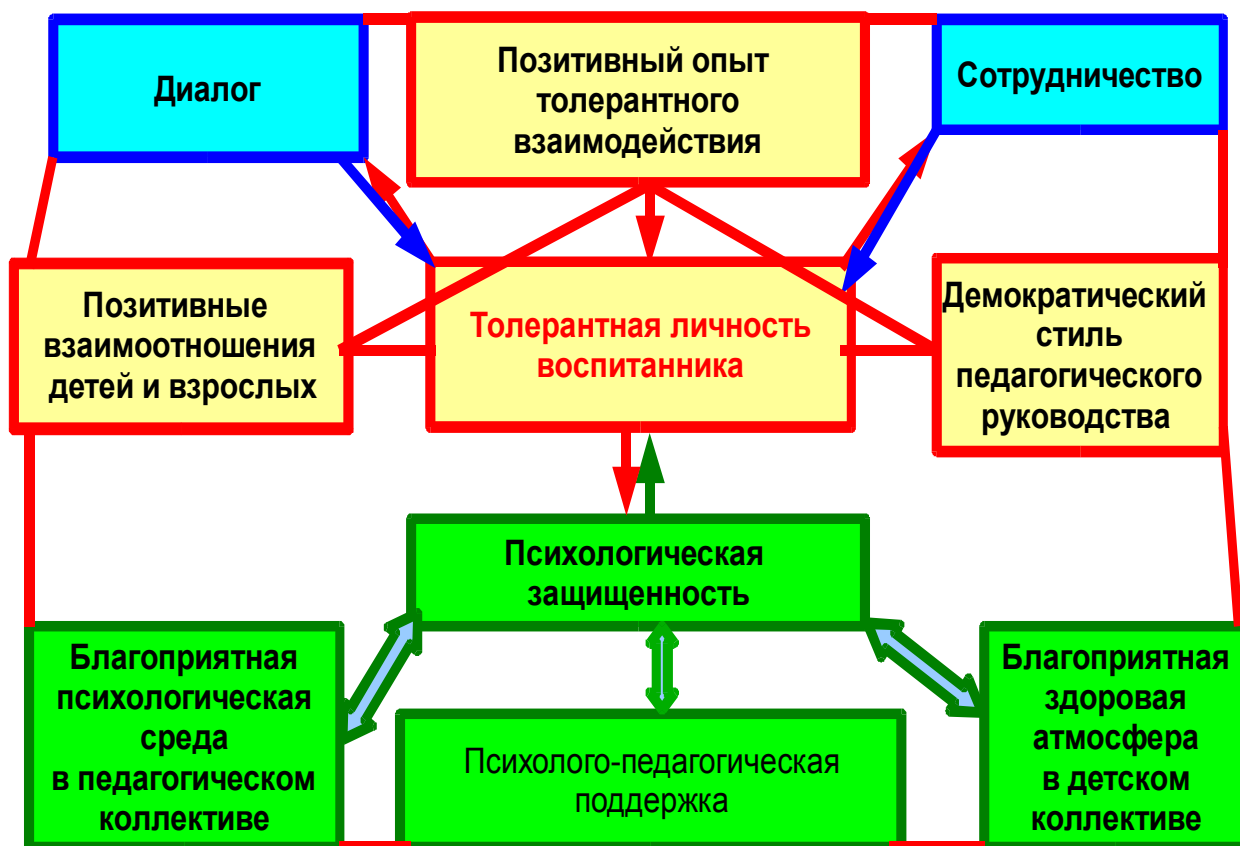 Диалог
Позитивный опыт
толерантного
взаимодействия
Сотрудничество
Позитивные
взаимоотношения
детей и взрослых
Толерантная личность
воспитанника
Демократический
стиль
педагогического
руководства
Психологическая
защищенность
Благоприятная
психологическая
среда
в педагогическом
коллективе
Психолого-педагогическая
поддержка
Благоприятная
здоровая
атмосфера
в детском
коллективе